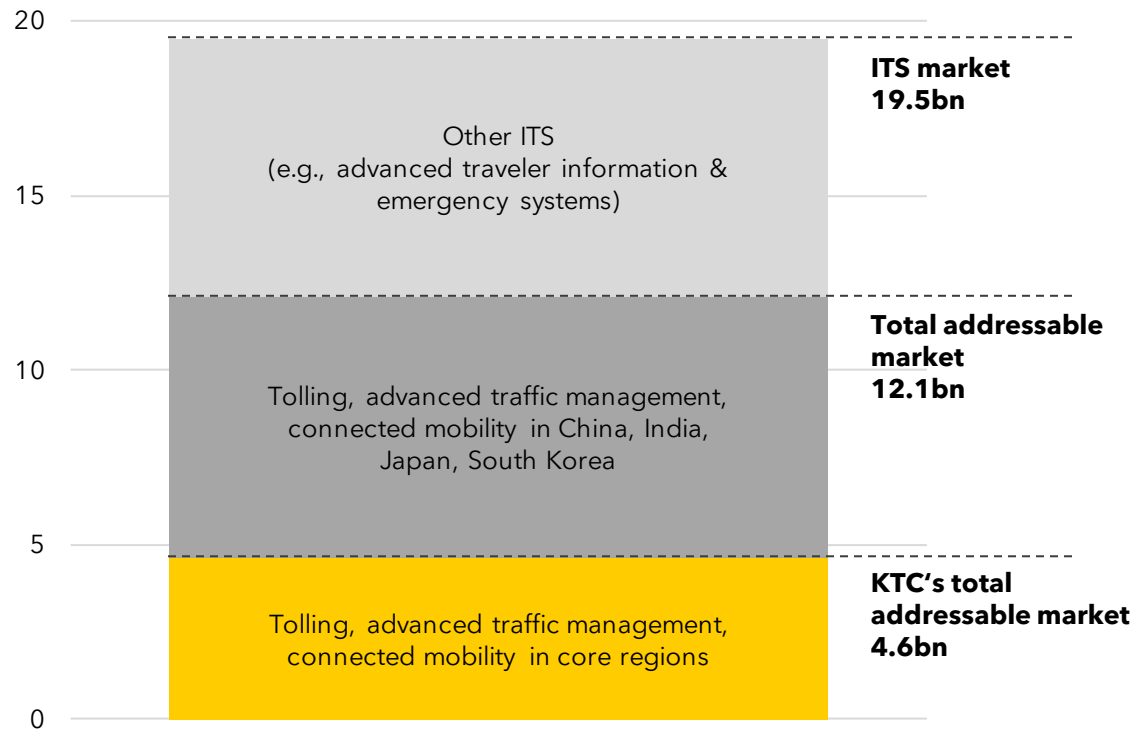 20
ITS market
19.5bn
Other ITS
(e.g., advanced traveler information &
emergency systems)
15
Total addressable
market
12.1bn
10
Tolling, advanced traffic management,
connected mobility in China, India,
Japan, South Korea
5
KTC‘s total
addressable market
4.6bn
Tolling, advanced traffic management,
connected mobility in core regions
0